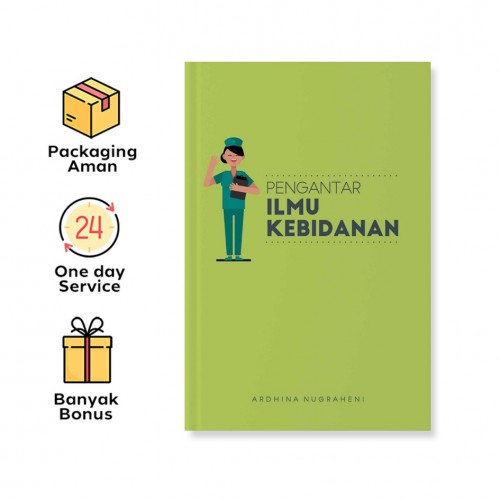 Packaging
Aman
24
One day
Service
Banyak
Bonus
PENGANTAR
ILMU
KEBIDANAN
ARDHINA NUGRAHENI